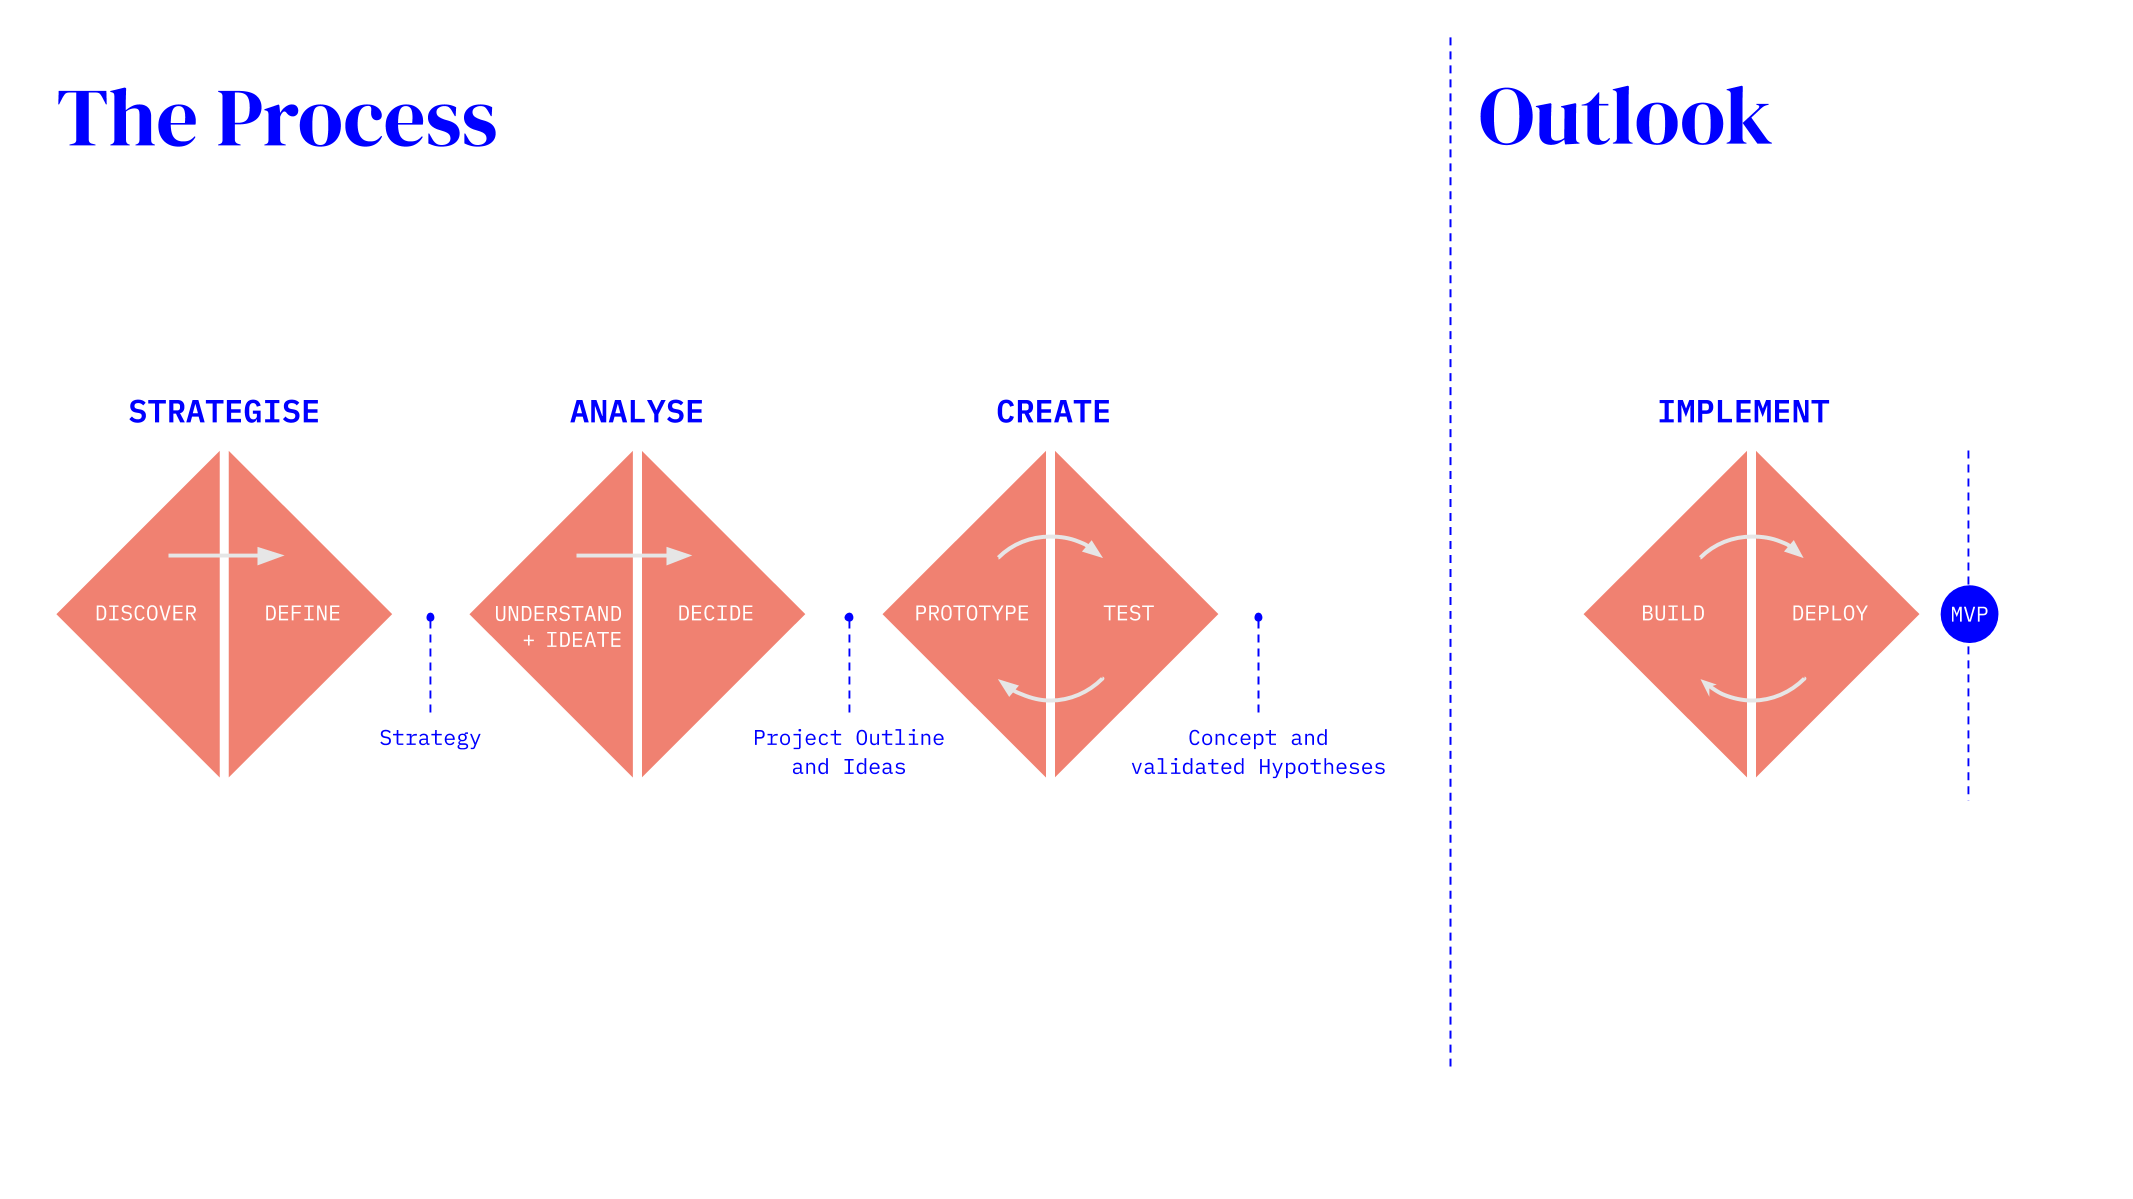 The Process
Outlook
STRATEGISE
ANALYSE
CREATE
IMPLEMENT
DISCOVER
DEFINE
UNDERSTAND
+ IDEATE
DECIDE
PROTOTYPE
TEST
BUILD
DEPLOY
MVP
Strategy
Project Outline
and Ideas
Concept and
validated Hypotheses